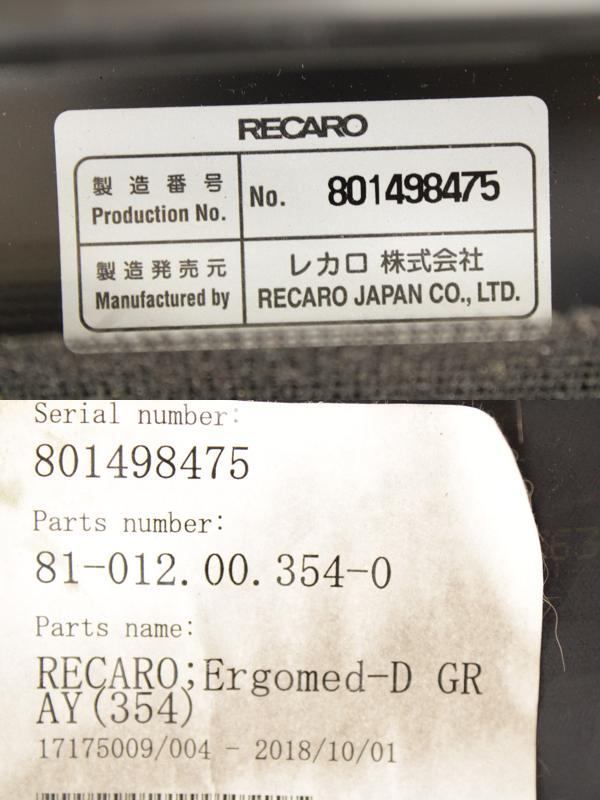 RECARO
製造番号
Production No.
No. 801498475
製造発売元
Manufactured by
レカロ 株式会社
RECARO JAPAN CO., LTD.
Serial number:
801498475
Parts number:
81-012.00.354-0
Parts name:
RECARO;Ergomed-D GR
AY(354)
17175009/004 - 2018/10/01